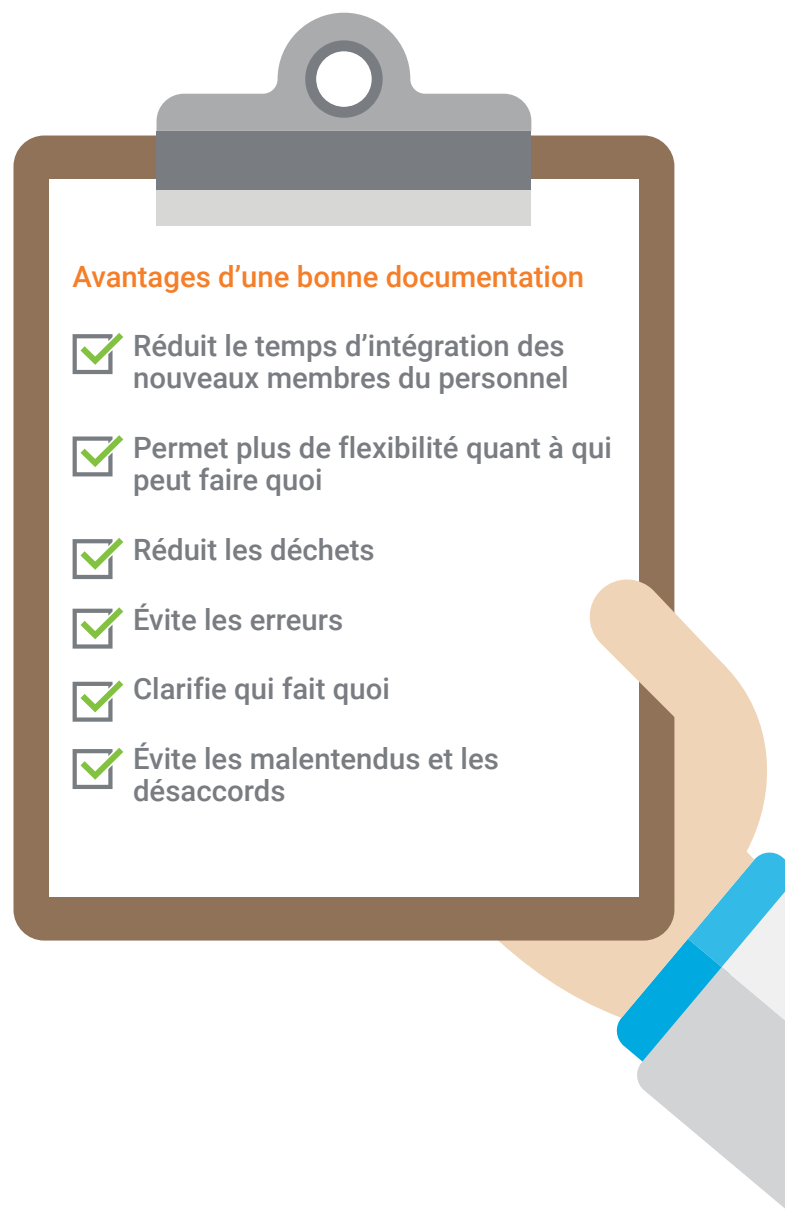 Avantages d’une bonne documentation
Réduit le temps d’intégration des
nouveaux membres du personnel
Permet plus de flexibilité quant à qui
peut faire quoi
Réduit les déchets
Évite les erreurs
Clarifie qui fait quoi
Évite les malentendus et les
désaccords